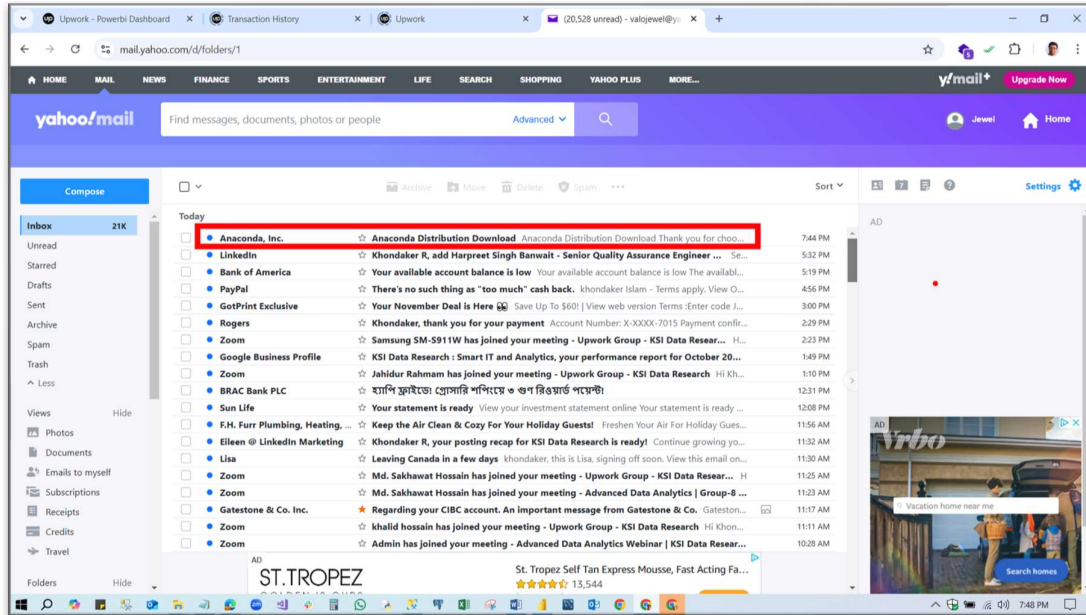 Upwork - Powerbi Dashboard
Transaction History
Upwork
(20,528 unread) - valojewel@ya
mail.yahoo.com/d/folders/1
HOME MAIL NEWS FINANCE SPORTS ENTERTAINMENT LIFE SEARCH SHOPPING YAHOO PLUS MORE... y!mail+ Upgrade Now
yahoo!mail Find messages, documents, photos or people Advanced Jewel Home
Compose Archive Move Delete Spam ... Sort Settings
Today
Inbox 21K
Unread
Starred
Drafts
Sent
Archive
Spam
Trash
Less
Views Hide
Photos
Documents
Emails to myself
Subscriptions
Receipts
Credits
Travel
Folders Hide
Anaconda, Inc. Anaconda Distribution Download Anaconda Distribution Download Thank you for choo... 7:44 PM
LinkedIn Khondaker R, add Harpreet Singh Banwait - Senior Quality Assurance Engineer ... Se... 5:32 PM
Bank of America Your available account balance is low Your available account balance is low The availabl... 5:19 PM
PayPal There's no such thing as "too much" cash back. khondaker Islam - Terms apply. View O... 4:56 PM
GotPrint Exclusive Your November Deal is Here Save Up To $60! | View web version Terms :Enter code J... 3:00 PM
Rogers Khondaker, thank you for your payment Account Number: X-XXXX-7015 Payment confir... 2:29 PM
Zoom Samsung SM-S911W has joined your meeting - Upwork Group - KSI Data Resear... H... 2:23 PM
Google Business Profile KSI Data Research : Smart IT and Analytics, your performance report for October 20... 1:49 PM
Zoom Jahidur Rahmam has joined your meeting - Upwork Group - KSI Data Research Hi Kh... 1:10 PM
BRAC Bank PLC হ্যাপি ফ্রাইডে! গ্রোসারি শপিংয়ে ৩ গুণ রিওয়ার্ড পয়েন্ট! 12:31 PM
Sun Life Your statement is ready View your investment statement online Your statement is ready ... 12:08 PM
F.H. Furr Plumbing, Heating, ... Keep the Air Clean & Cozy For Your Holiday Guests! Freshen Your Air For Holiday Gues... 11:56 AM
Eileen @ LinkedIn Marketing Khondaker R, your posting recap for KSI Data Research is ready! Continue growing yo... 11:32 AM
Lisa Leaving Canada in a few days khondaker, this is Lisa, signing off soon. View this email on... 11:30 AM
Zoom Md. Sakhawat Hossain has joined your meeting - Upwork Group - KSI Data Resear... H 11:25 AM
Zoom Md. Sakhawat Hossain has joined your meeting - Advanced Data Analytics | Group-8 ... 11:23 AM
Gatestone & Co. Inc. Regarding your CIBC account. An important message from Gatestone & Co. Gateston... 11:17 AM
Zoom khalid hossain has joined your meeting - Upwork Group - KSI Data Research Hi Khon... 11:11 AM
Zoom Admin has joined your meeting - Advanced Data Analytics Webinar | KSI Data Resear... 10:28 AM
AD
ST.TROPEZ
St. Tropez Self Tan Express Mousse, Fast Acting Fa...
13,544
AD
AD
Vrbo
Vacation home near me
Search homes
7:48 PM